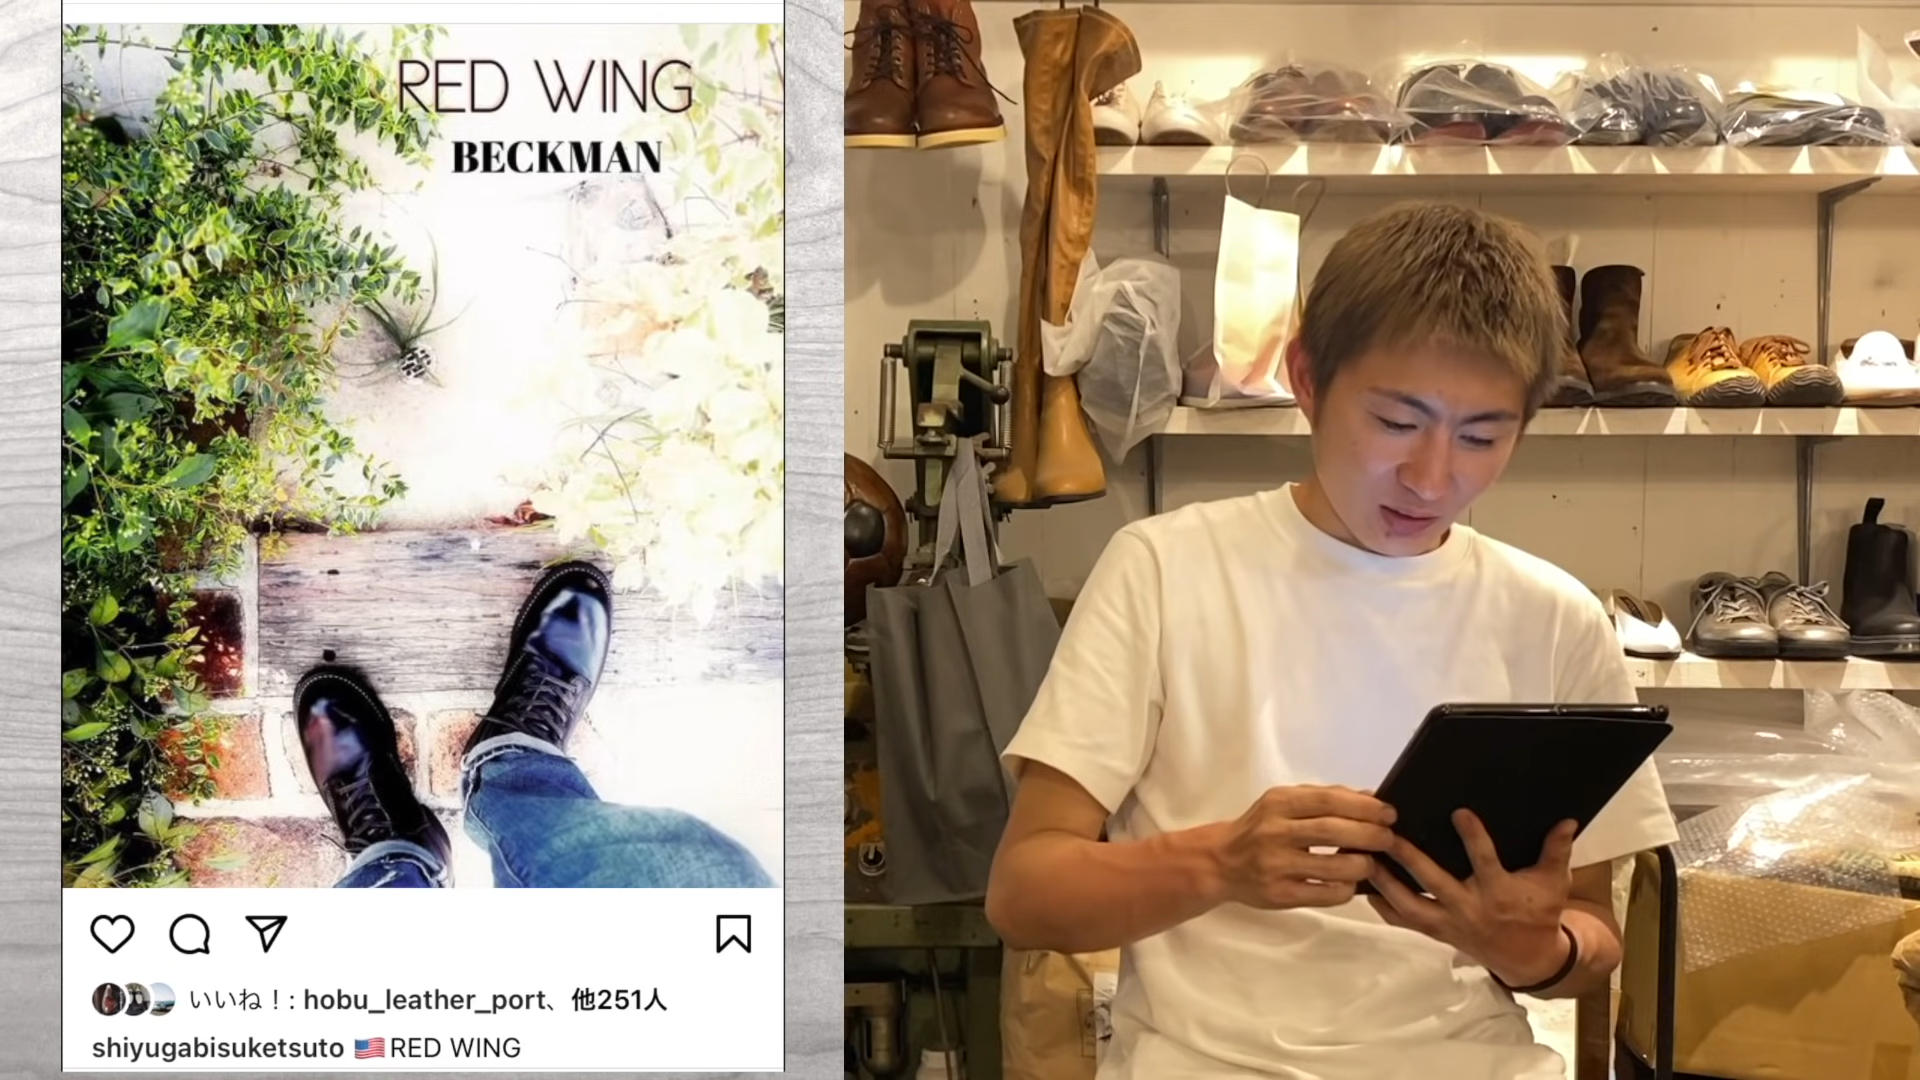 RED WING
BECKMAN
いいね！: hobu_leather_port、他251人
shiyugabisuketsuto 🇺🇸RED WING